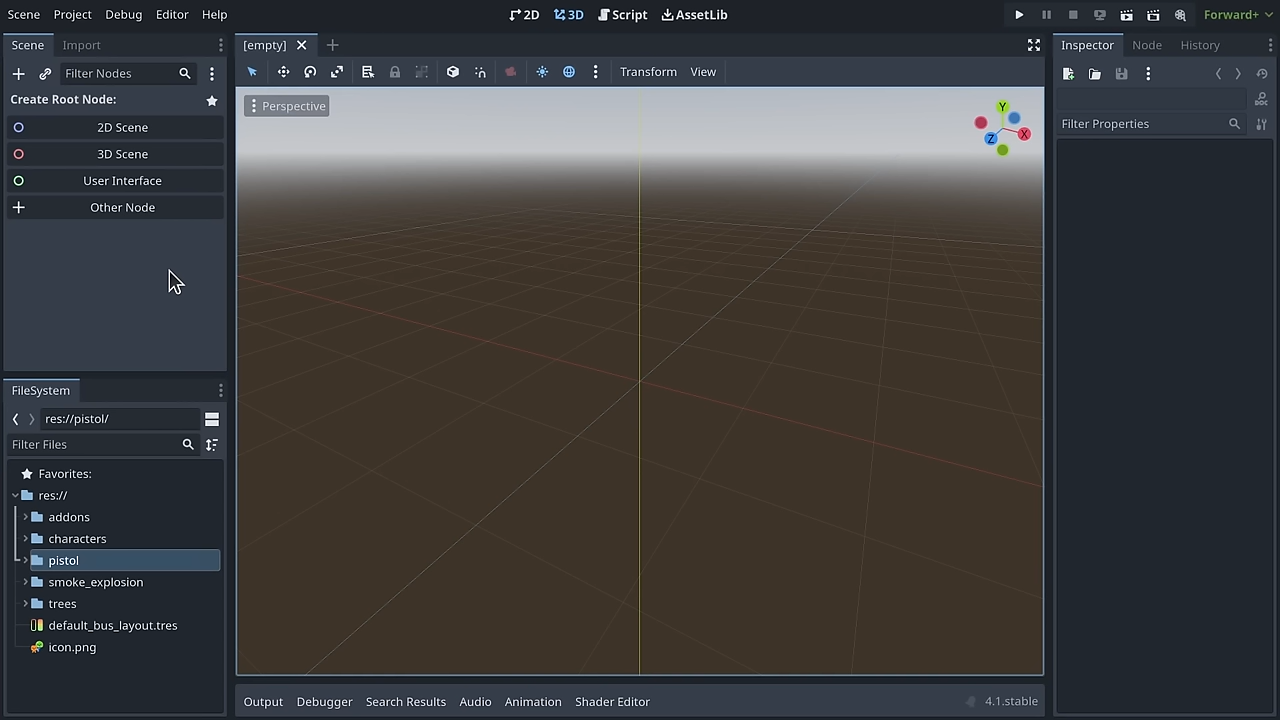 Scene Project Debug Editor Help
2D 3D Script AssetLib
Forward+
Scene Import
Filter Nodes
Create Root Node:
2D Scene
3D Scene
User Interface
Other Node
FileSystem
res://pistol/
Filter Files
Favorites:
res://
addons
characters
pistol
smoke_explosion
trees
default_bus_layout.tres
icon.png
[empty]
Transform View
Perspective
Y
X
Z
Output Debugger Search Results Audio Animation Shader Editor
4.1.stable
Inspector Node History
Filter Properties